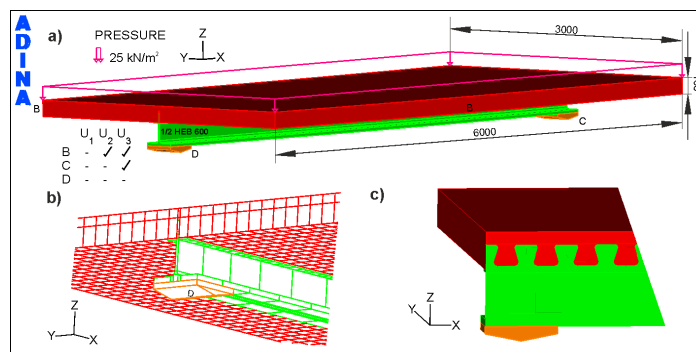 ADINA
a)
PRESSURE
25 kN/m²
Z
Y X
3000
B
B
1/2 HEB 600
C
D
6000
U1 U2 U3
B - ✓ ✓
C - - ✓
D - - -
b)
D
Z
Y X
c)
Z
Y X